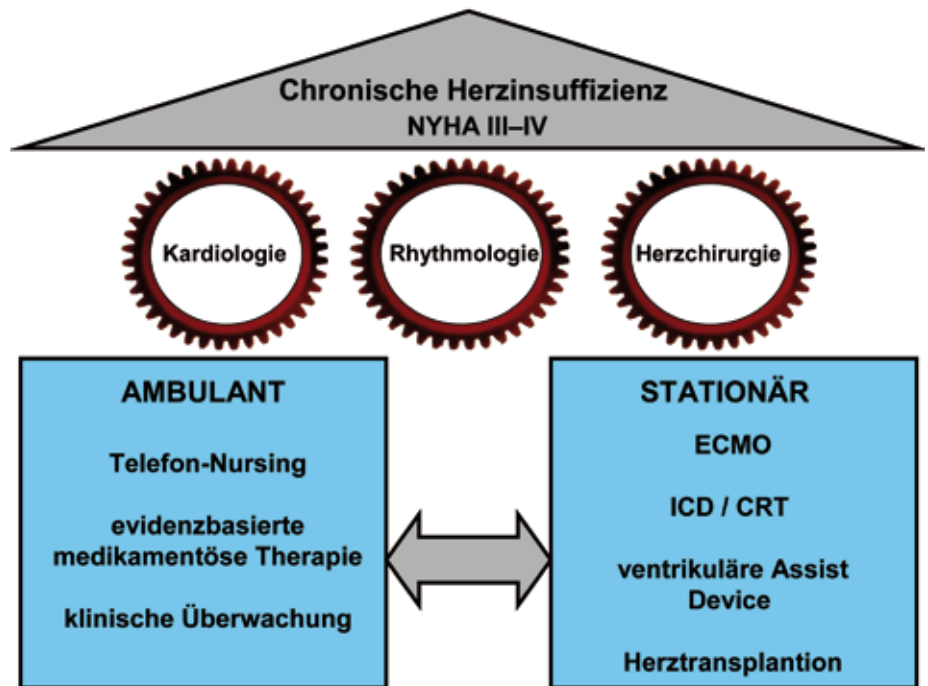 Chronische Herzinsuffizienz
NYHA III–IV
Kardiologie
Rhythmologie
Herzchirurgie
AMBULANT
Telefon-Nursing
evidenzbasierte
medikamentöse Therapie
klinische Überwachung
STATIONÄR
ECMO
ICD / CRT
ventrikuläre Assist
Device
Herztransplantion